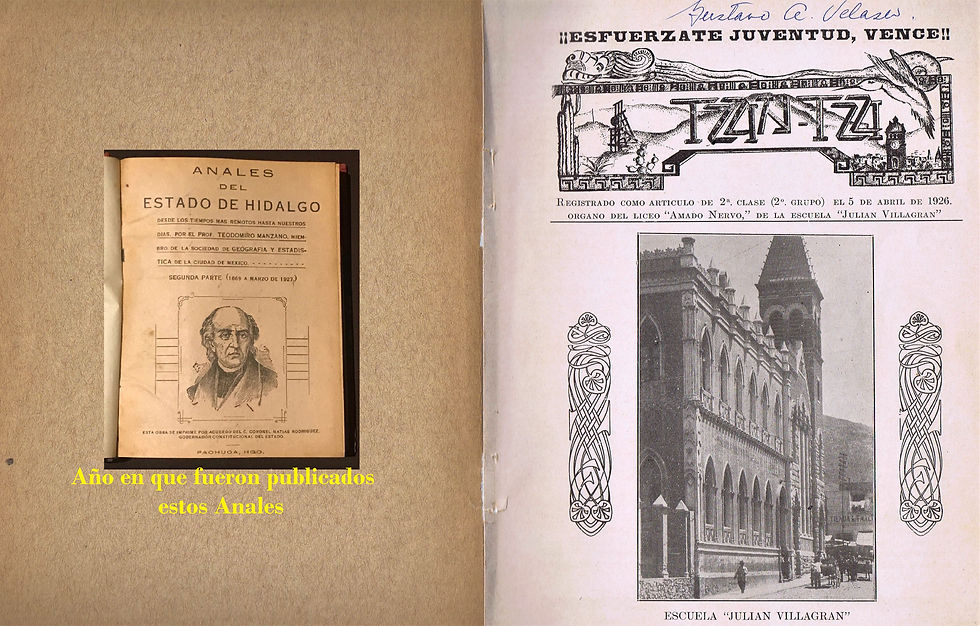 ANALES
DEL
ESTADO DE HIDALGO
DESDE LOS TIEMPOS MAS REMOTOS HASTA NUESTROS
DIAS, POR EL PROF. TEODOMIRO MANZANO, MIEM-
BRO DE LA SOCIEDAD DE GEOGRAFIA Y ESTADIS-
TICA DE LA CIUDAD DE MEXICO.
SEGUNDA PARTE (1869 A MARZO DE 1927)
ESTA OBRA SE IMPRIME POR ACUERDO DEL C. CORONEL MATIAS RODRIGUEZ,
GOBERNADOR CONSTITUCIONAL DEL ESTADO.
PACHUCA, HGO.
Año en que fueron publicados
estos Anales
Gustavo A. Velasco.
¡¡ESFUERZATE JUVENTUD, VENCE!!
TZAN-TZA
REGISTRADO COMO ARTICULO DE 2ª. CLASE (2º. GRUPO) EL 5 DE ABRIL DE 1926.
ORGANO DEL LICEO "AMADO NERVO," DE LA ESCUELA "JULIAN VILLAGRAN"
ESCUELA "JULIAN VILLAGRAN"